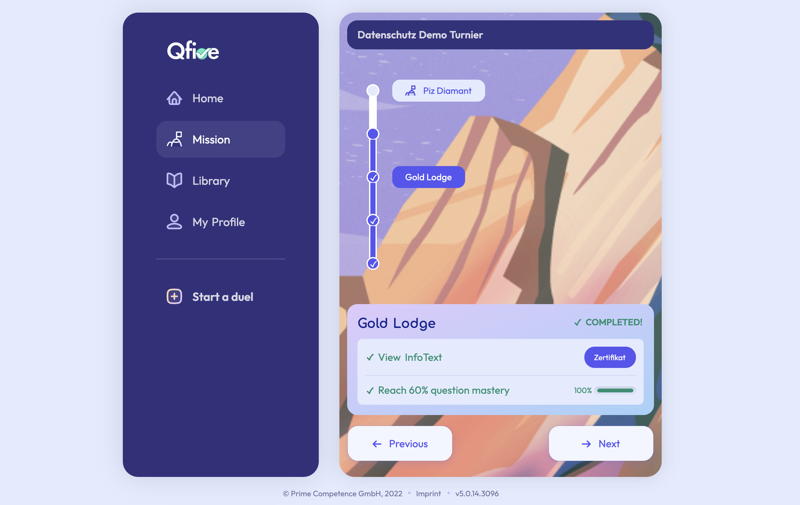 Qfive
Home
Mission
Library
My Profile
Start a duel
Datenschutz Demo Turnier
Piz Diamant
Gold Lodge
Gold Lodge
COMPLETED!
View InfoText
Zertifikat
Reach 60% question mastery
100%
Previous
Next
© Prime Competence GmbH, 2022 • Imprint • v5.0.14.3096